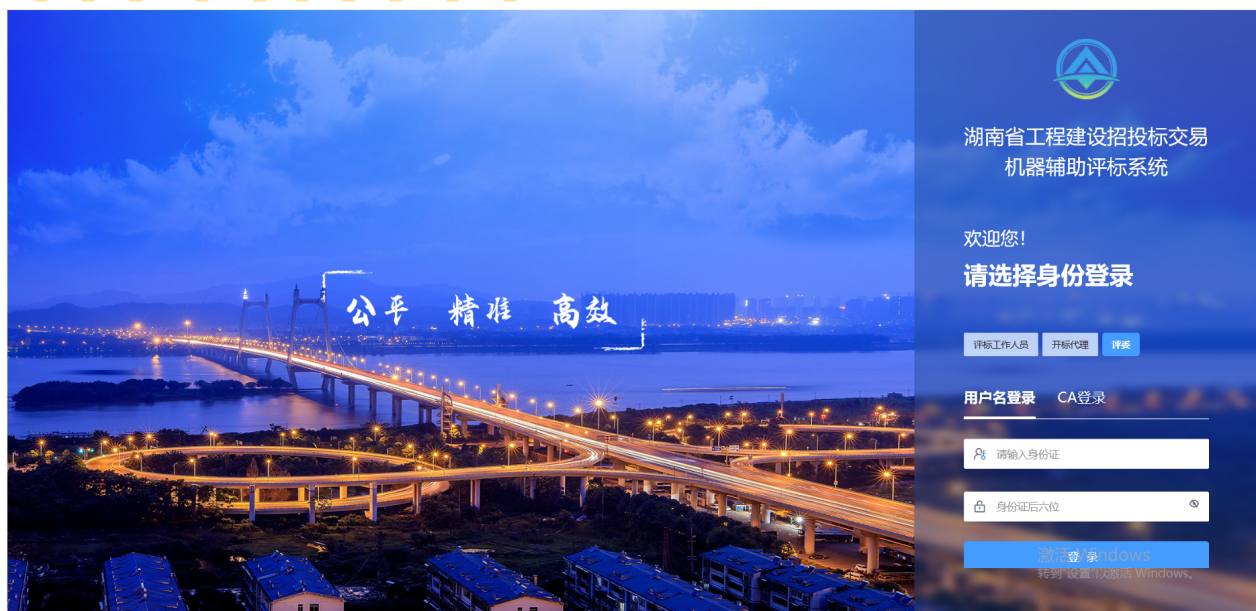 湖南省工程建设招投标交易
机器辅助评标系统
欢迎您!
请选择身份登录
公平 精准 高效
评标工作人员 开标代理 评委
用户名登录 CA登录
请输入身份证
身份证后六位
登 录
激活 Windows
转到"设置"以激活 Windows。